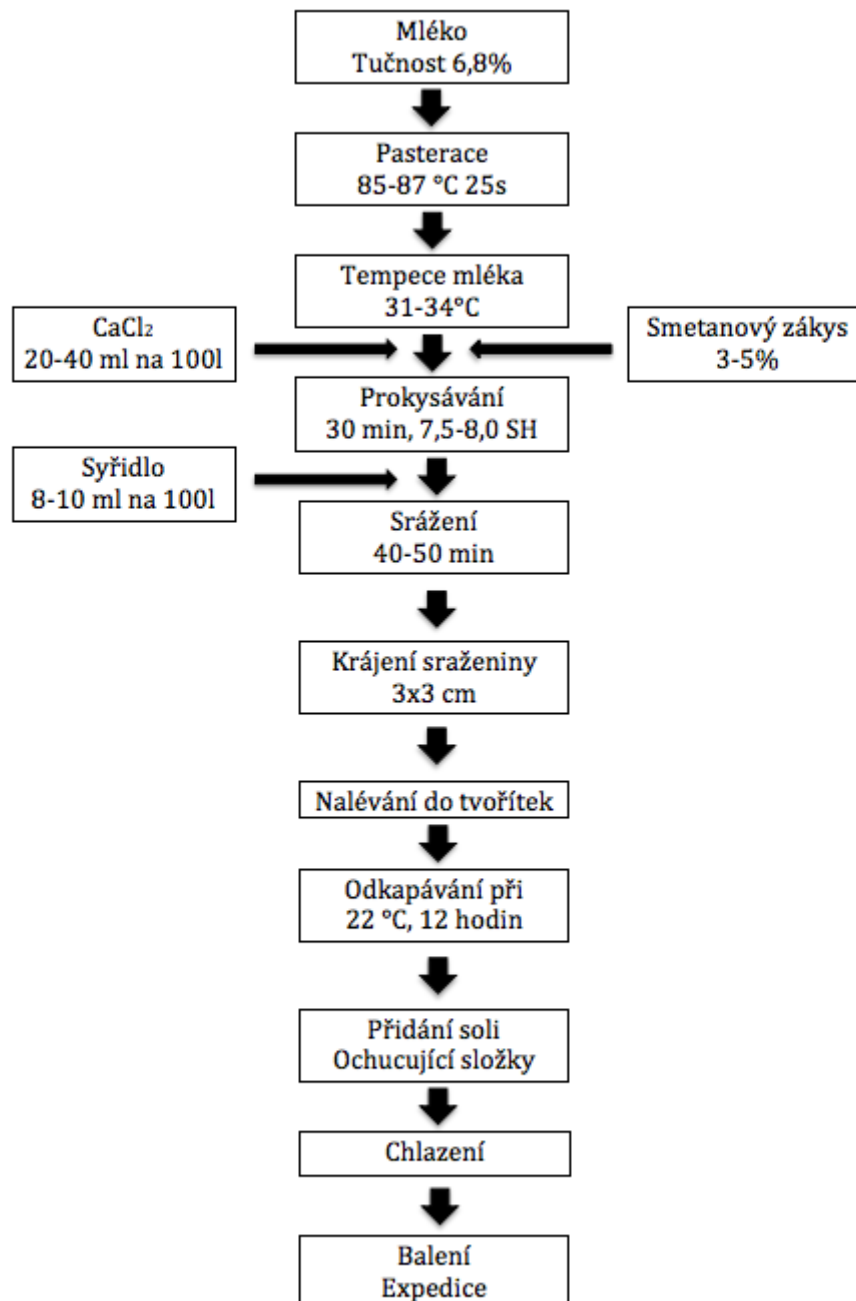 Mléko
Tučnost 6,8%
Pasterace
85-87 °C 25s
Tempece mléka
31-34°C
CaCl₂
20-40 ml na 100l
Smetanový zákys
3-5%
Prokysávání
30 min, 7,5-8,0 SH
Syřidlo
8-10 ml na 100l
Srážení
40-50 min
Krájení sraženiny
3x3 cm
Nalévání do tvořítek
Odkapávání při
22 °C, 12 hodin
Přidání soli
Ochucující složky
Chlazení
Balení
Expedice